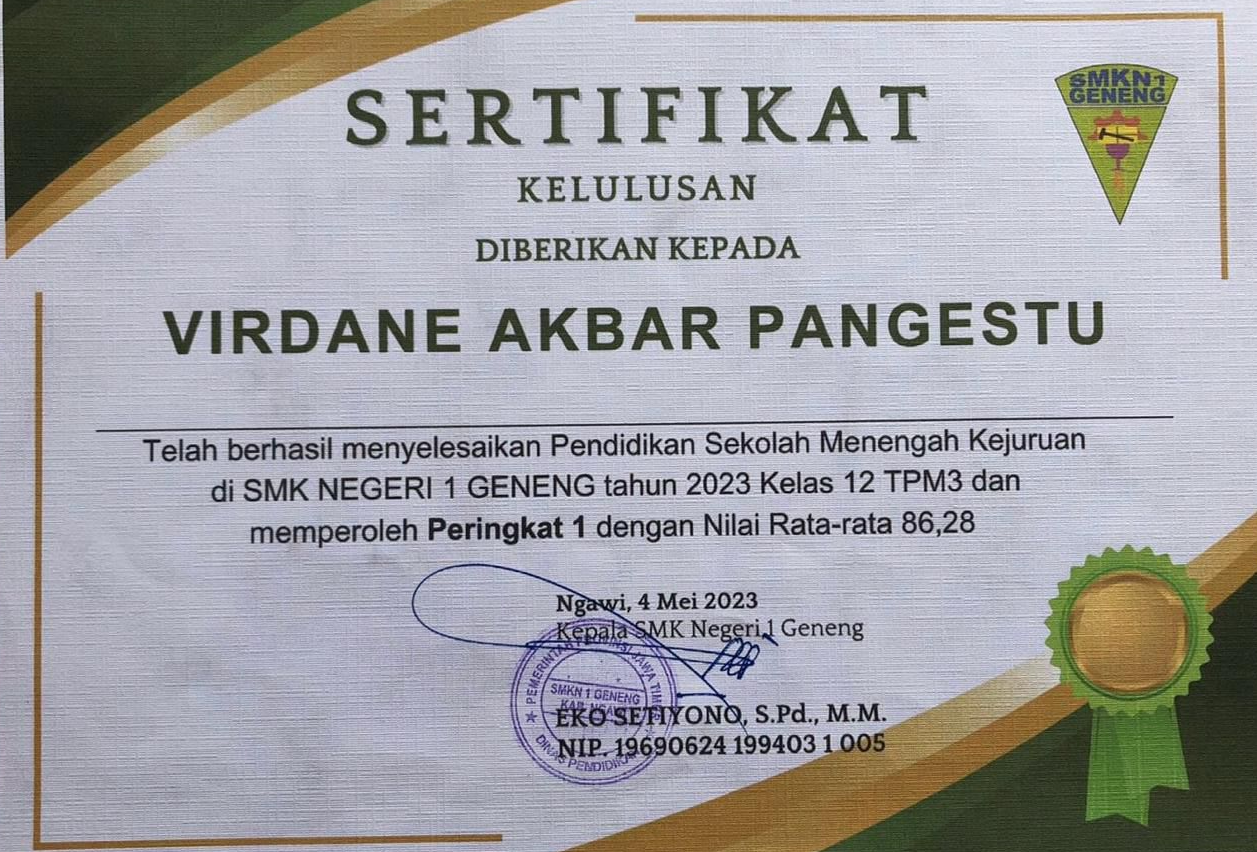 SMKN 1
GENENG
SERTIFIKAT
KELULUSAN
DIBERIKAN KEPADA
VIRDANE AKBAR PANGESTU
Telah berhasil menyelesaikan Pendidikan Sekolah Menengah Kejuruan
di SMK NEGERI 1 GENENG tahun 2023 Kelas 12 TPM3 dan
memperoleh Peringkat 1 dengan Nilai Rata-rata 86,28
Ngawi, 4 Mei 2023
Kepala SMK Negeri 1 Geneng
PEMERINTAH PROVINSI JAWA TIMUR
SMKN 1 GENENG
KAB. NGAWI
DINAS PENDIDIKAN
EKO SETIYONO, S.Pd., M.M.
NIP. 19690624 199403 1 005